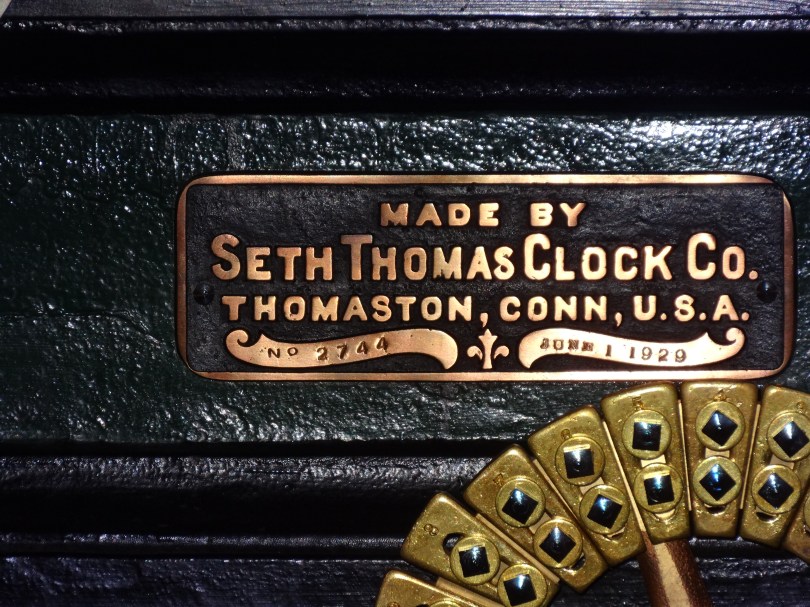 MADE BY
SETH THOMAS CLOCK CO.
THOMASTON, CONN, U.S.A.
No 2744 JUNE 1 1929